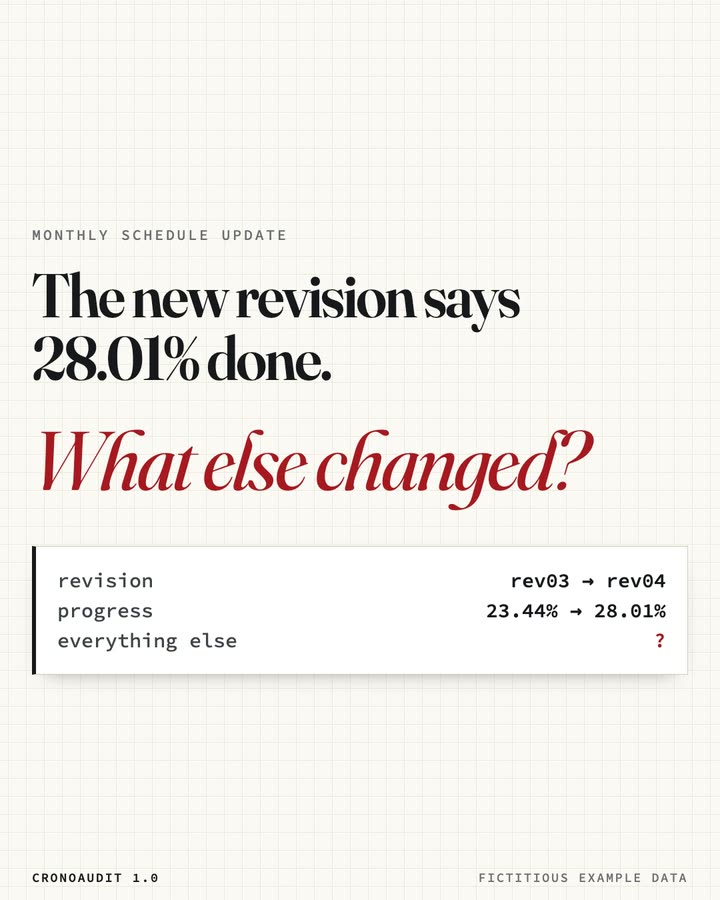 MONTHLY SCHEDULE UPDATE
The new revision says
28.01% done.
What else changed?
revision rev03 → rev04
progress 23.44% → 28.01%
everything else ?
CRONOAUDIT 1.0 FICTITIOUS EXAMPLE DATA